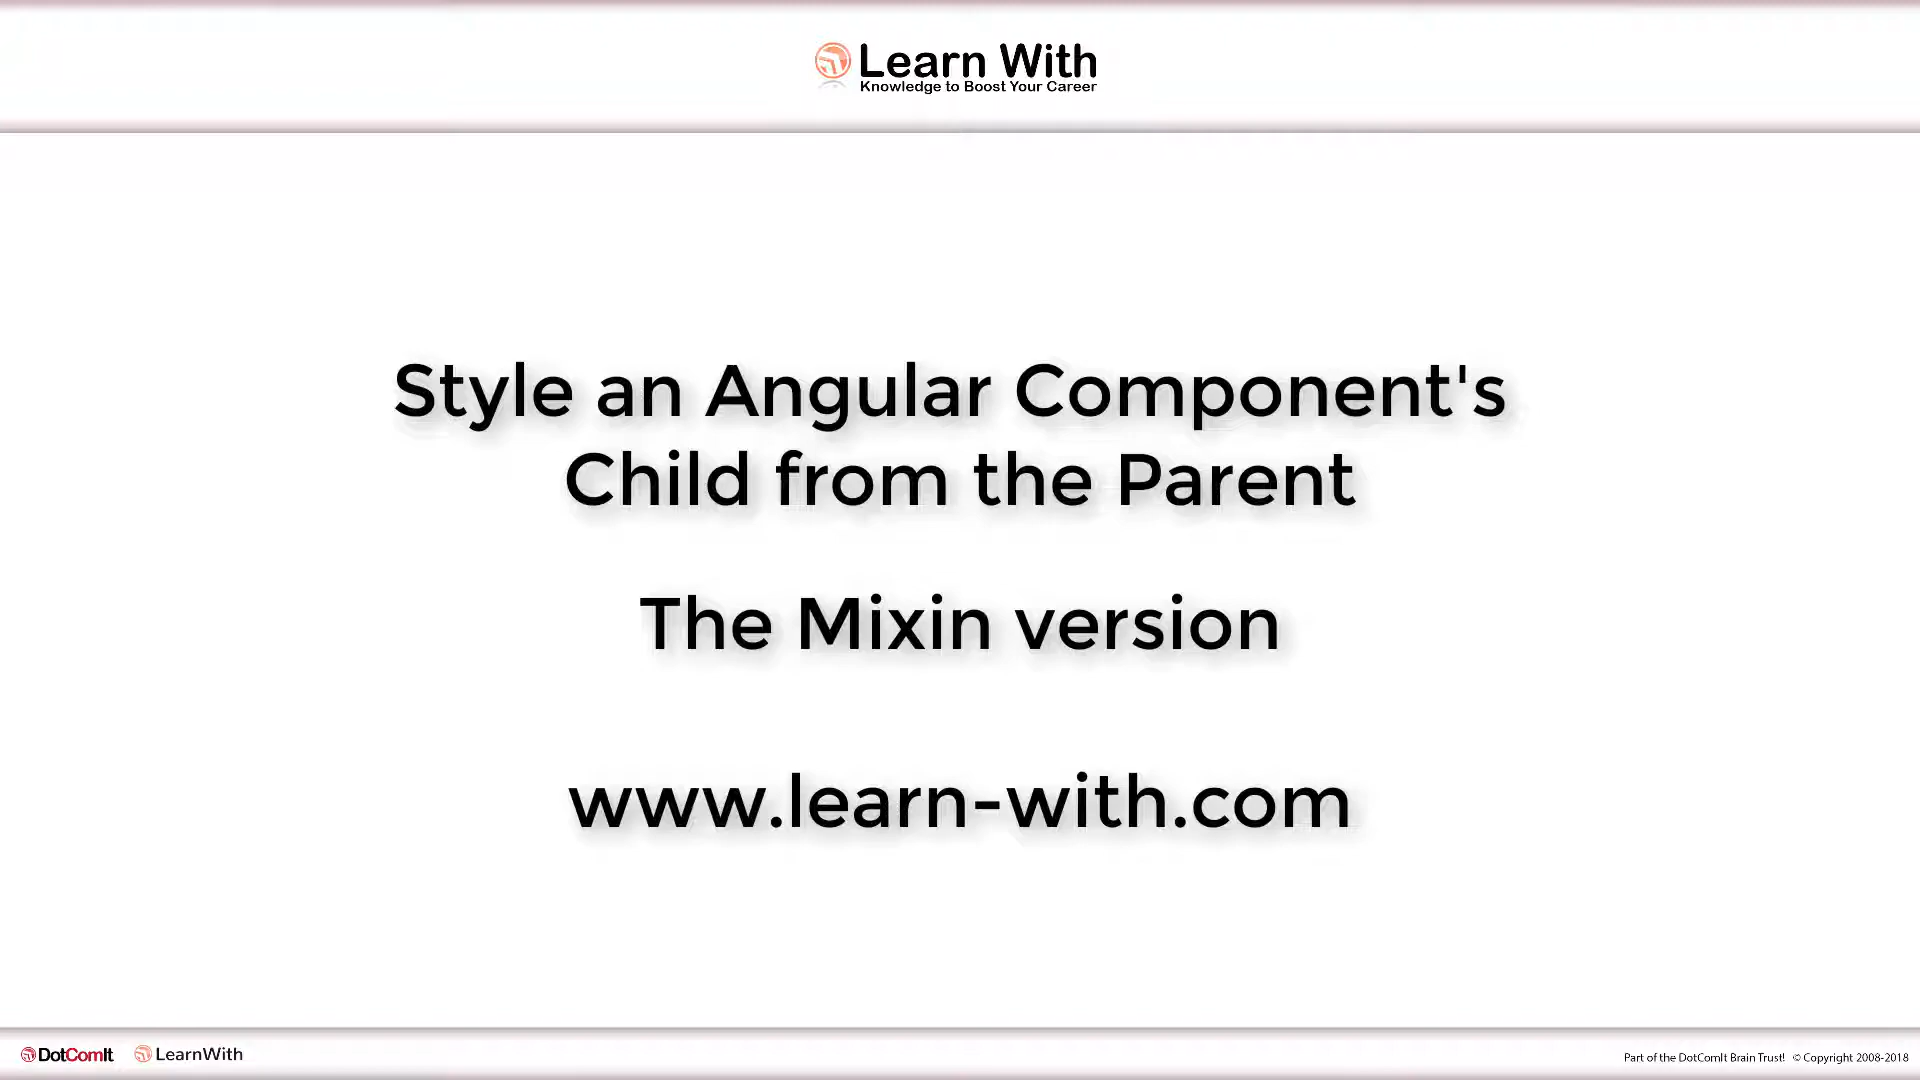 Learn With
Knowledge to Boost Your Career
Style an Angular Component's
Child from the Parent
The Mixin version
www.learn-with.com
DotComIt LearnWith
Part of the DotComIt Brain Trust! © Copyright 2008-2018